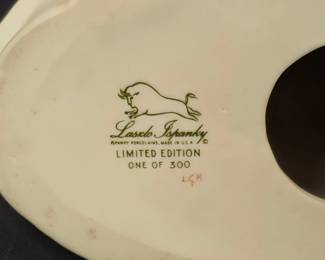 Laszlo Ispanky ©
ISPANKY PORCELAINS, MADE IN U.S.A.
LIMITED EDITION
ONE OF 300